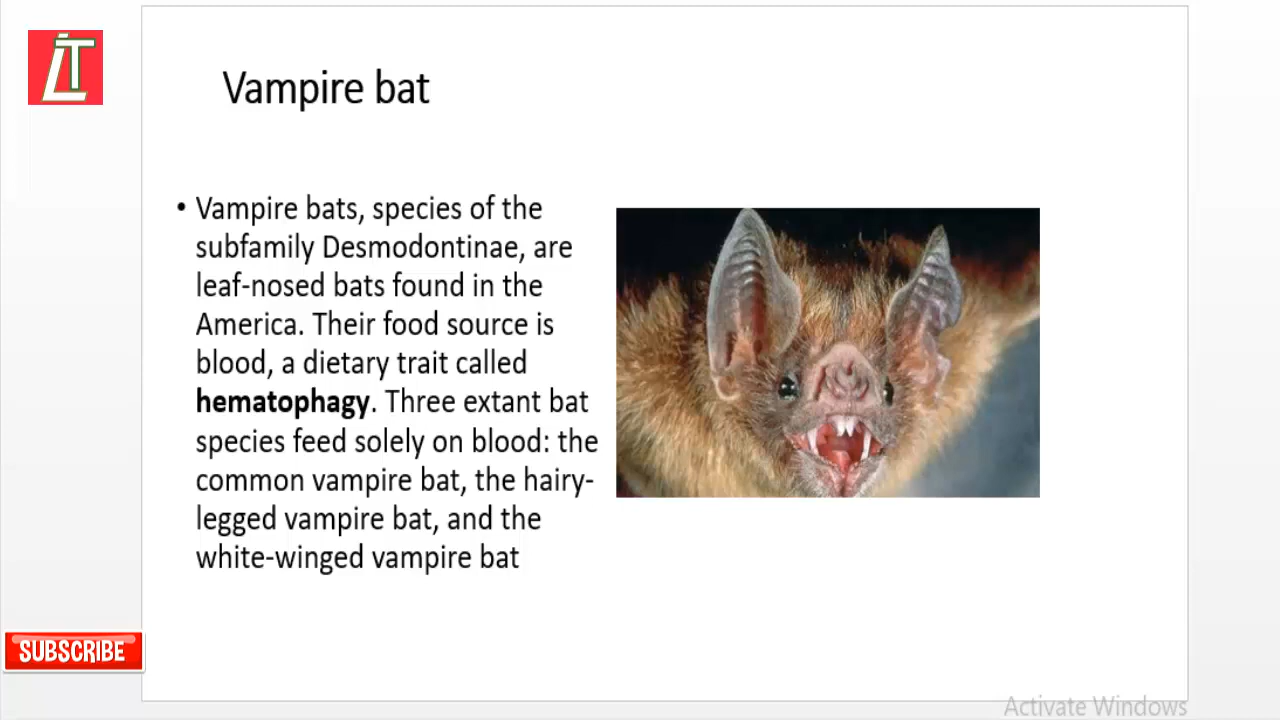 LT
Vampire bat
• Vampire bats, species of the
subfamily Desmodontinae, are
leaf-nosed bats found in the
America. Their food source is
blood, a dietary trait called
hematophagy. Three extant bat
species feed solely on blood: the
common vampire bat, the hairy-
legged vampire bat, and the
white-winged vampire bat
SUBSCRIBE
Activate Windows